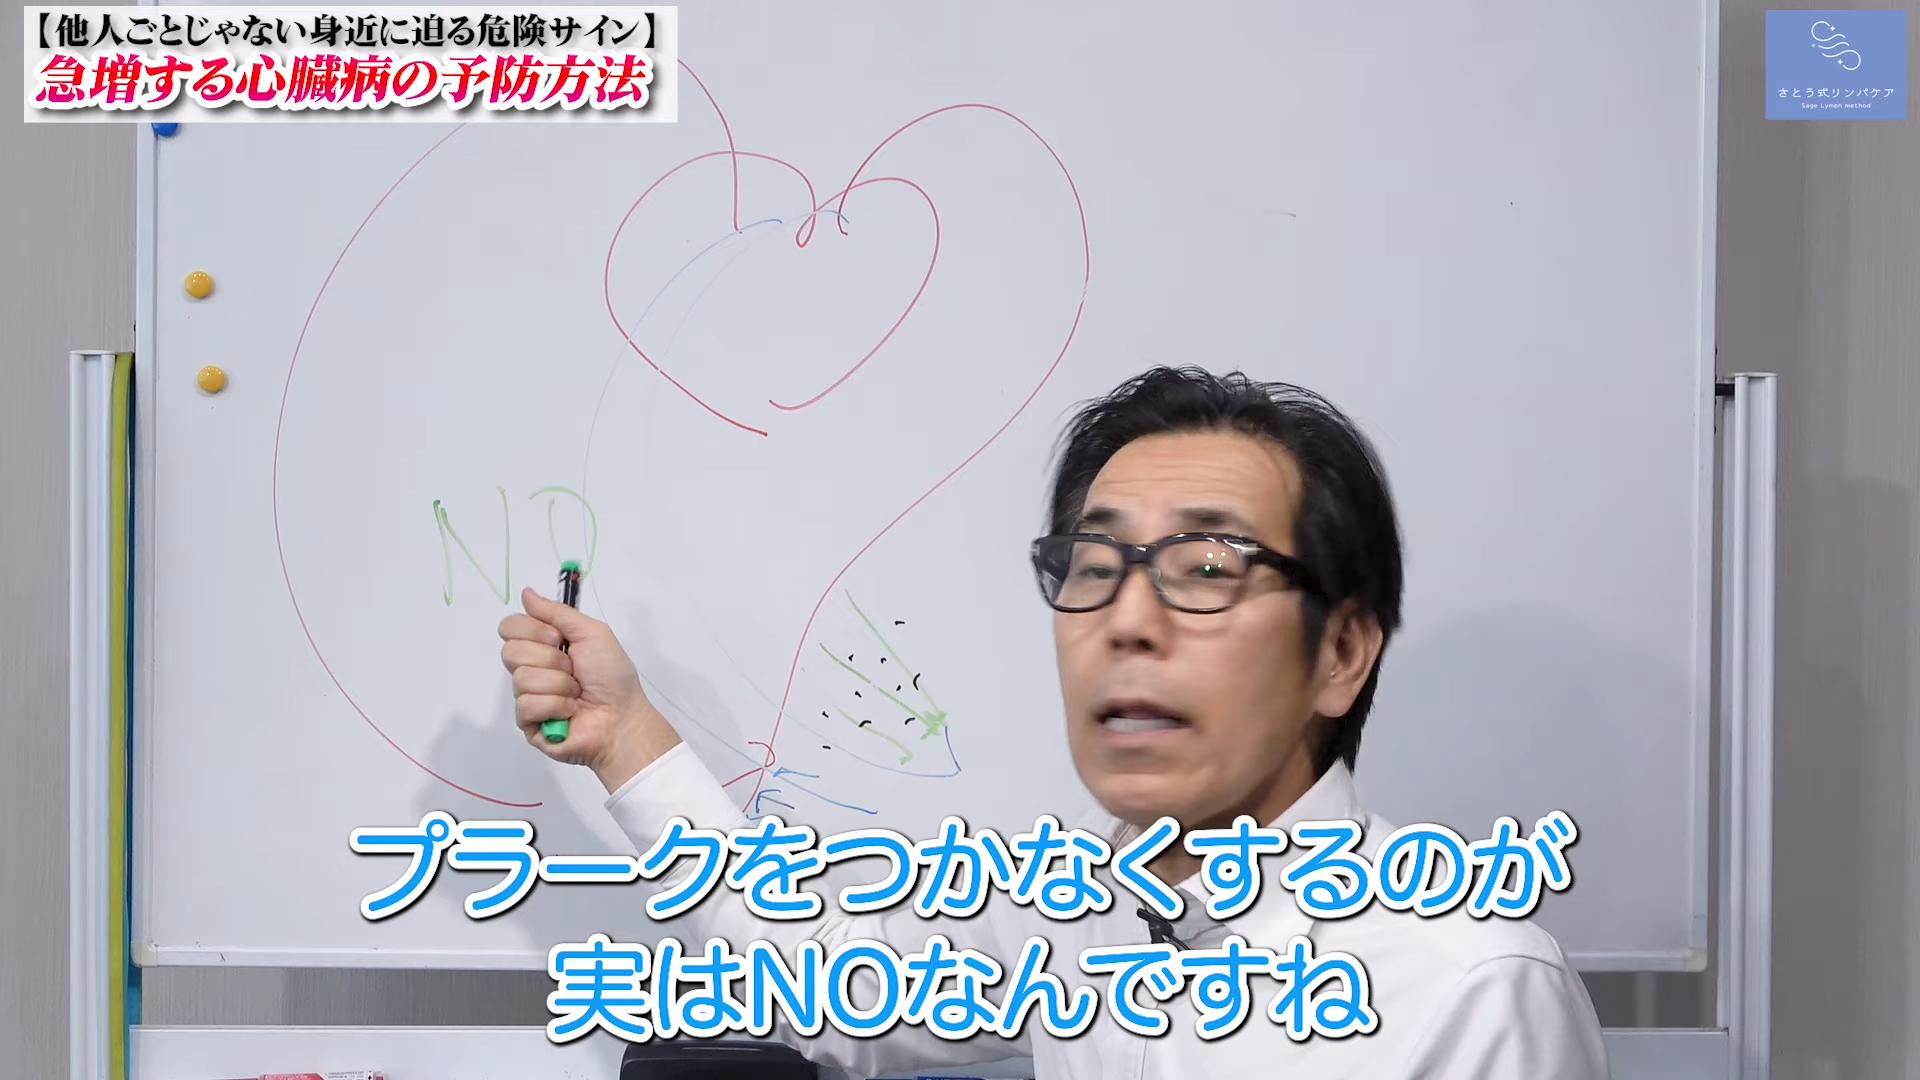 【他人ごとじゃない身近に迫る危険サイン】
急増する心臓病の予防方法
さとう式リンパケア
Sago Lymph method
NO
プラークをつかなくするのが
実はNOなんですね